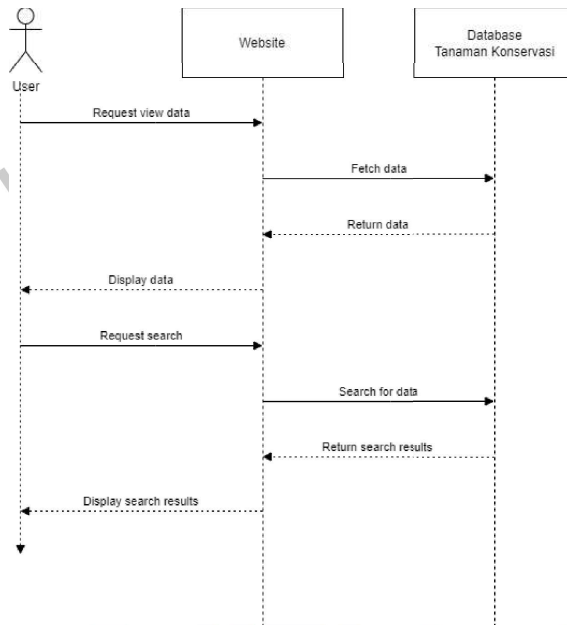 User
Website
Database
Tanaman Konservasi
Request view data
Fetch data
Return data
Display data
Request search
Search for data
Return search results
Display search results